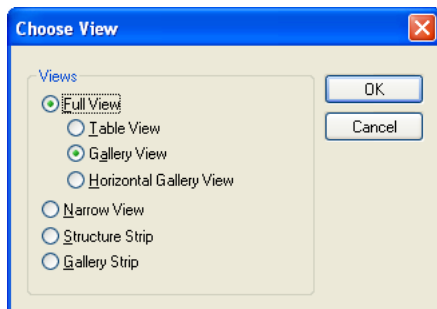 Choose View
Views
Full View
Table View
Gallery View
Horizontal Gallery View
Narrow View
Structure Strip
Gallery Strip
OK
Cancel